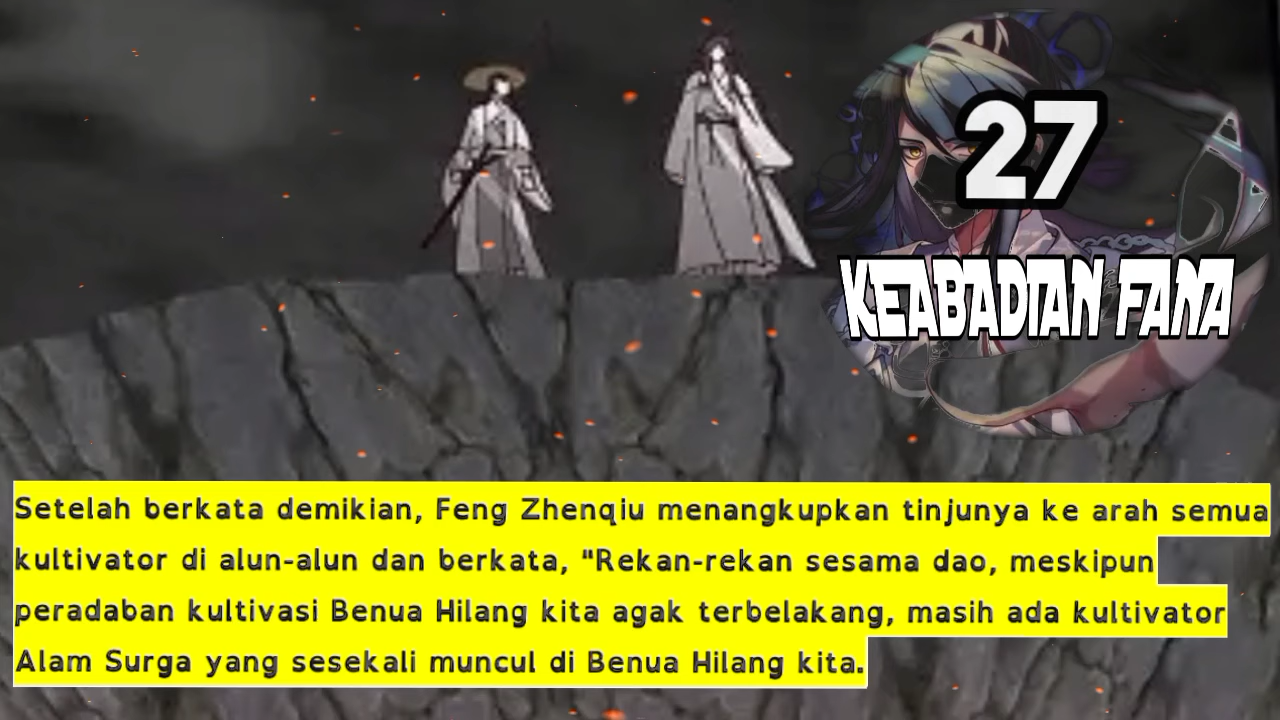 27
KEABADIAN FANA
Setelah berkata demikian, Feng Zhenqiu menangkupkan tinjunya ke arah semua
kultivator di alun-alun dan berkata, "Rekan-rekan sesama dao, meskipun
peradaban kultivasi Benua Hilang kita agak terbelakang, masih ada kultivator
Alam Surga yang sesekali muncul di Benua Hilang kita.